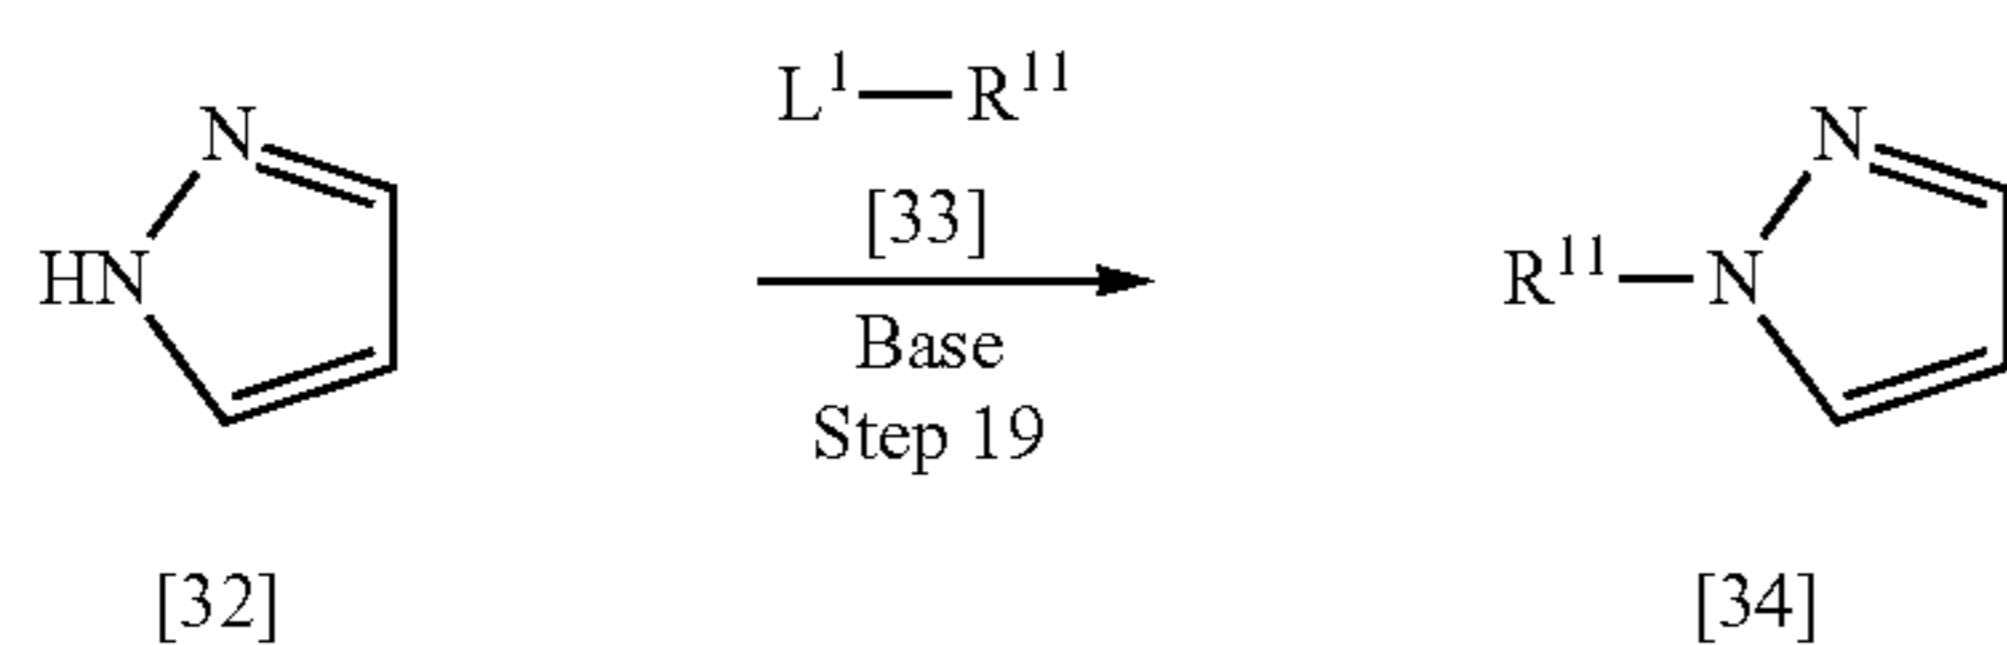 L¹—R¹¹
[33]
Base
Step 19
N
HN
[32]
N
R¹¹—N
[34]